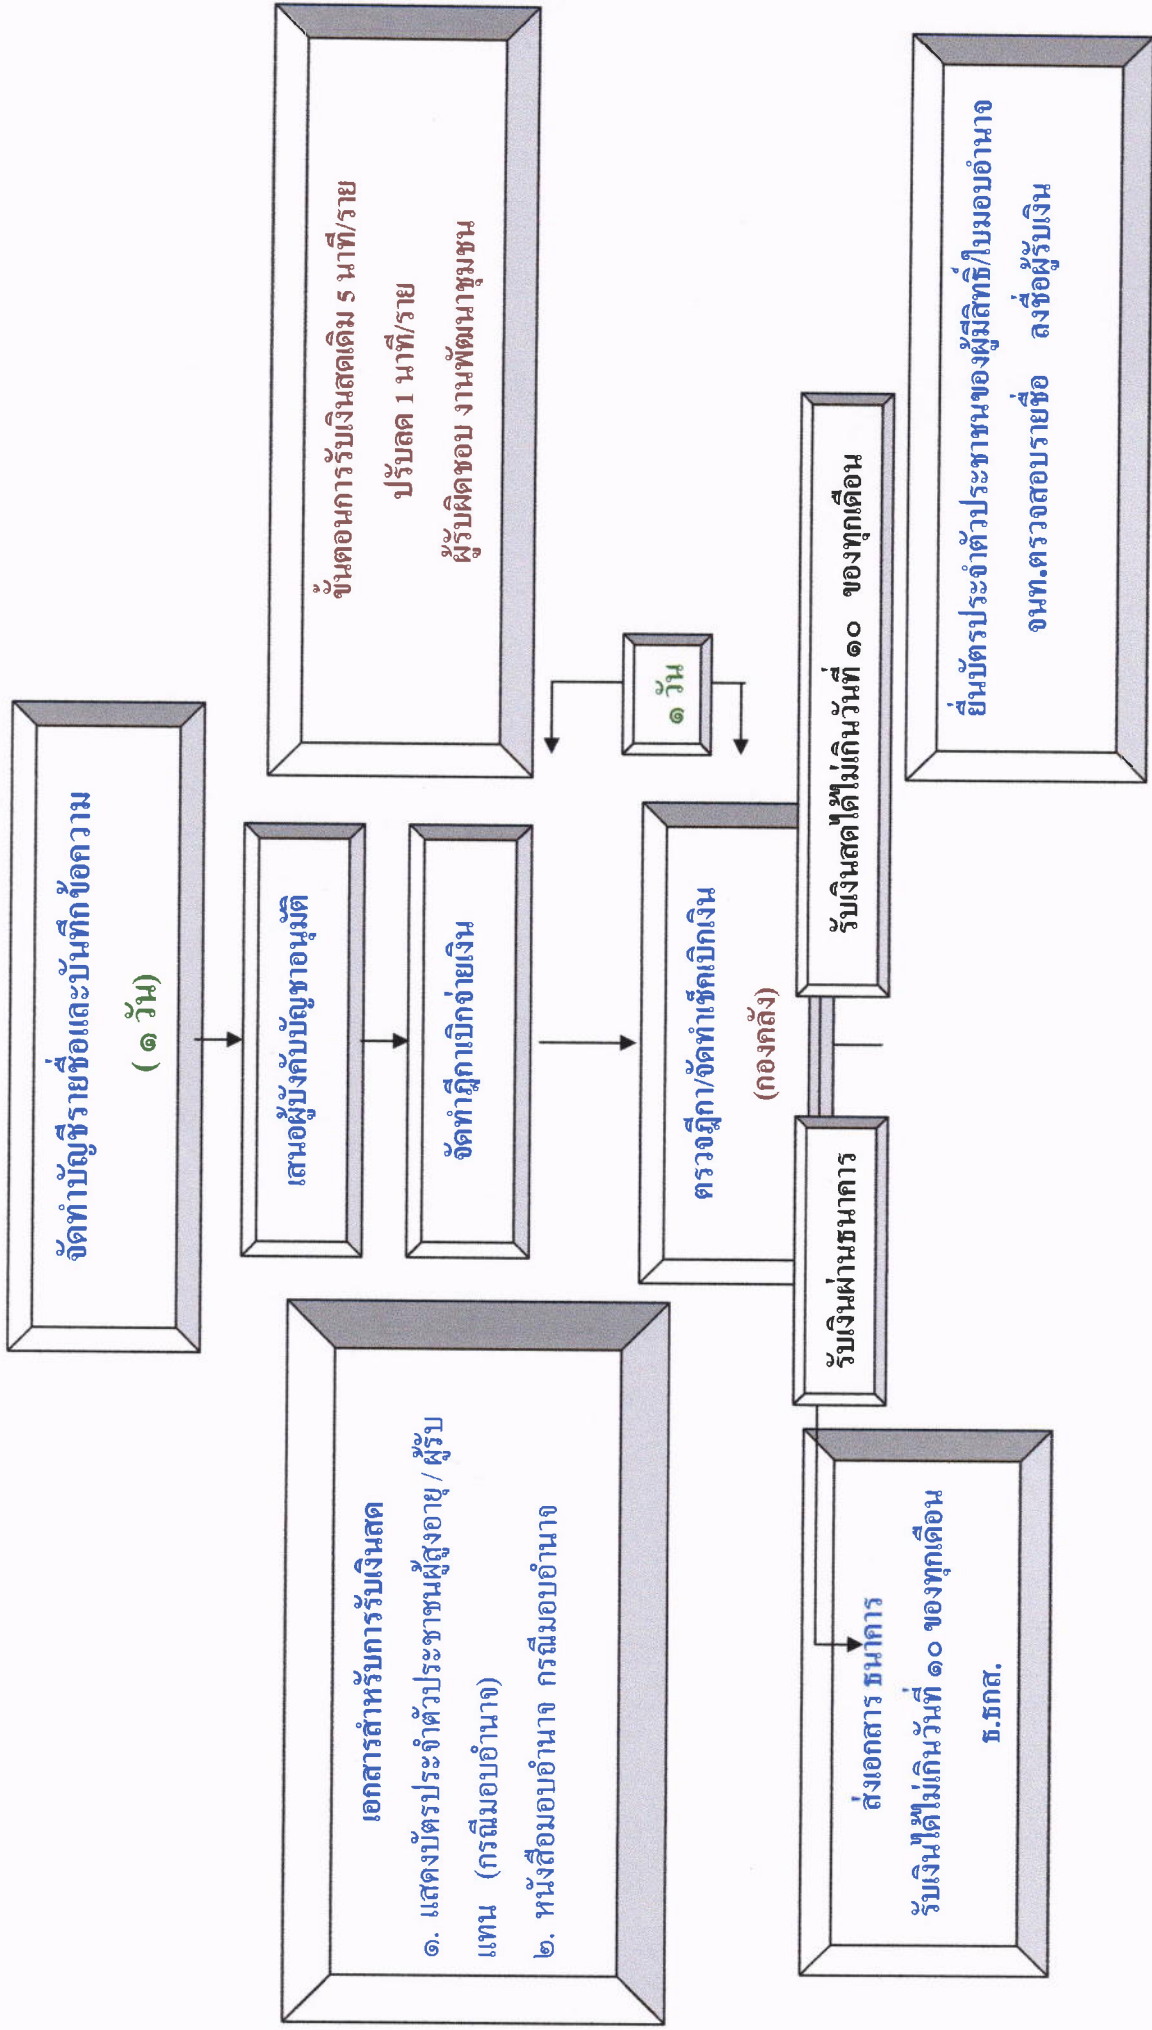 จัดทำบัญชีรายชื่อและบันทึกข้อความ
( ๑ วัน)
เสนอผู้บังคับบัญชาอนุมัติ
จัดทำฎีกาเบิกจ่ายเงิน
ขั้นตอนการรับเงินสดเดิม 5 นาที/ราย
ปรับลด 1 นาที/ราย
ผู้รับผิดชอบ งานพัฒนาชุมชน
เอกสารสำหรับการรับเงินสด
๑. แสดงบัตรประจำตัวประชาชนผู้สูงอายุ / ผู้รับ
แทน (กรณีมอบอำนาจ)
๒. หนังสือมอบอำนาจ กรณีมอบอำนาจ
๑ วัน
ตรวจฎีกา/จัดทำเช็คเบิกเงิน
(กองคลัง)
รับเงินผ่านธนาคาร
รับเงินสดได้ไม่เกินวันที่ ๑๐ ของทุกเดือน
ส่งเอกสาร ธนาคาร
รับเงินได้ไม่เกินวันที่ ๑๐ ของทุกเดือน
ธ.ธกส.
ยื่นบัตรประจำตัวประชาชนของผู้มีสิทธิ์/ใบมอบอำนาจ
จนท.ตรวจสอบรายชื่อ ลงชื่อผู้รับเงิน